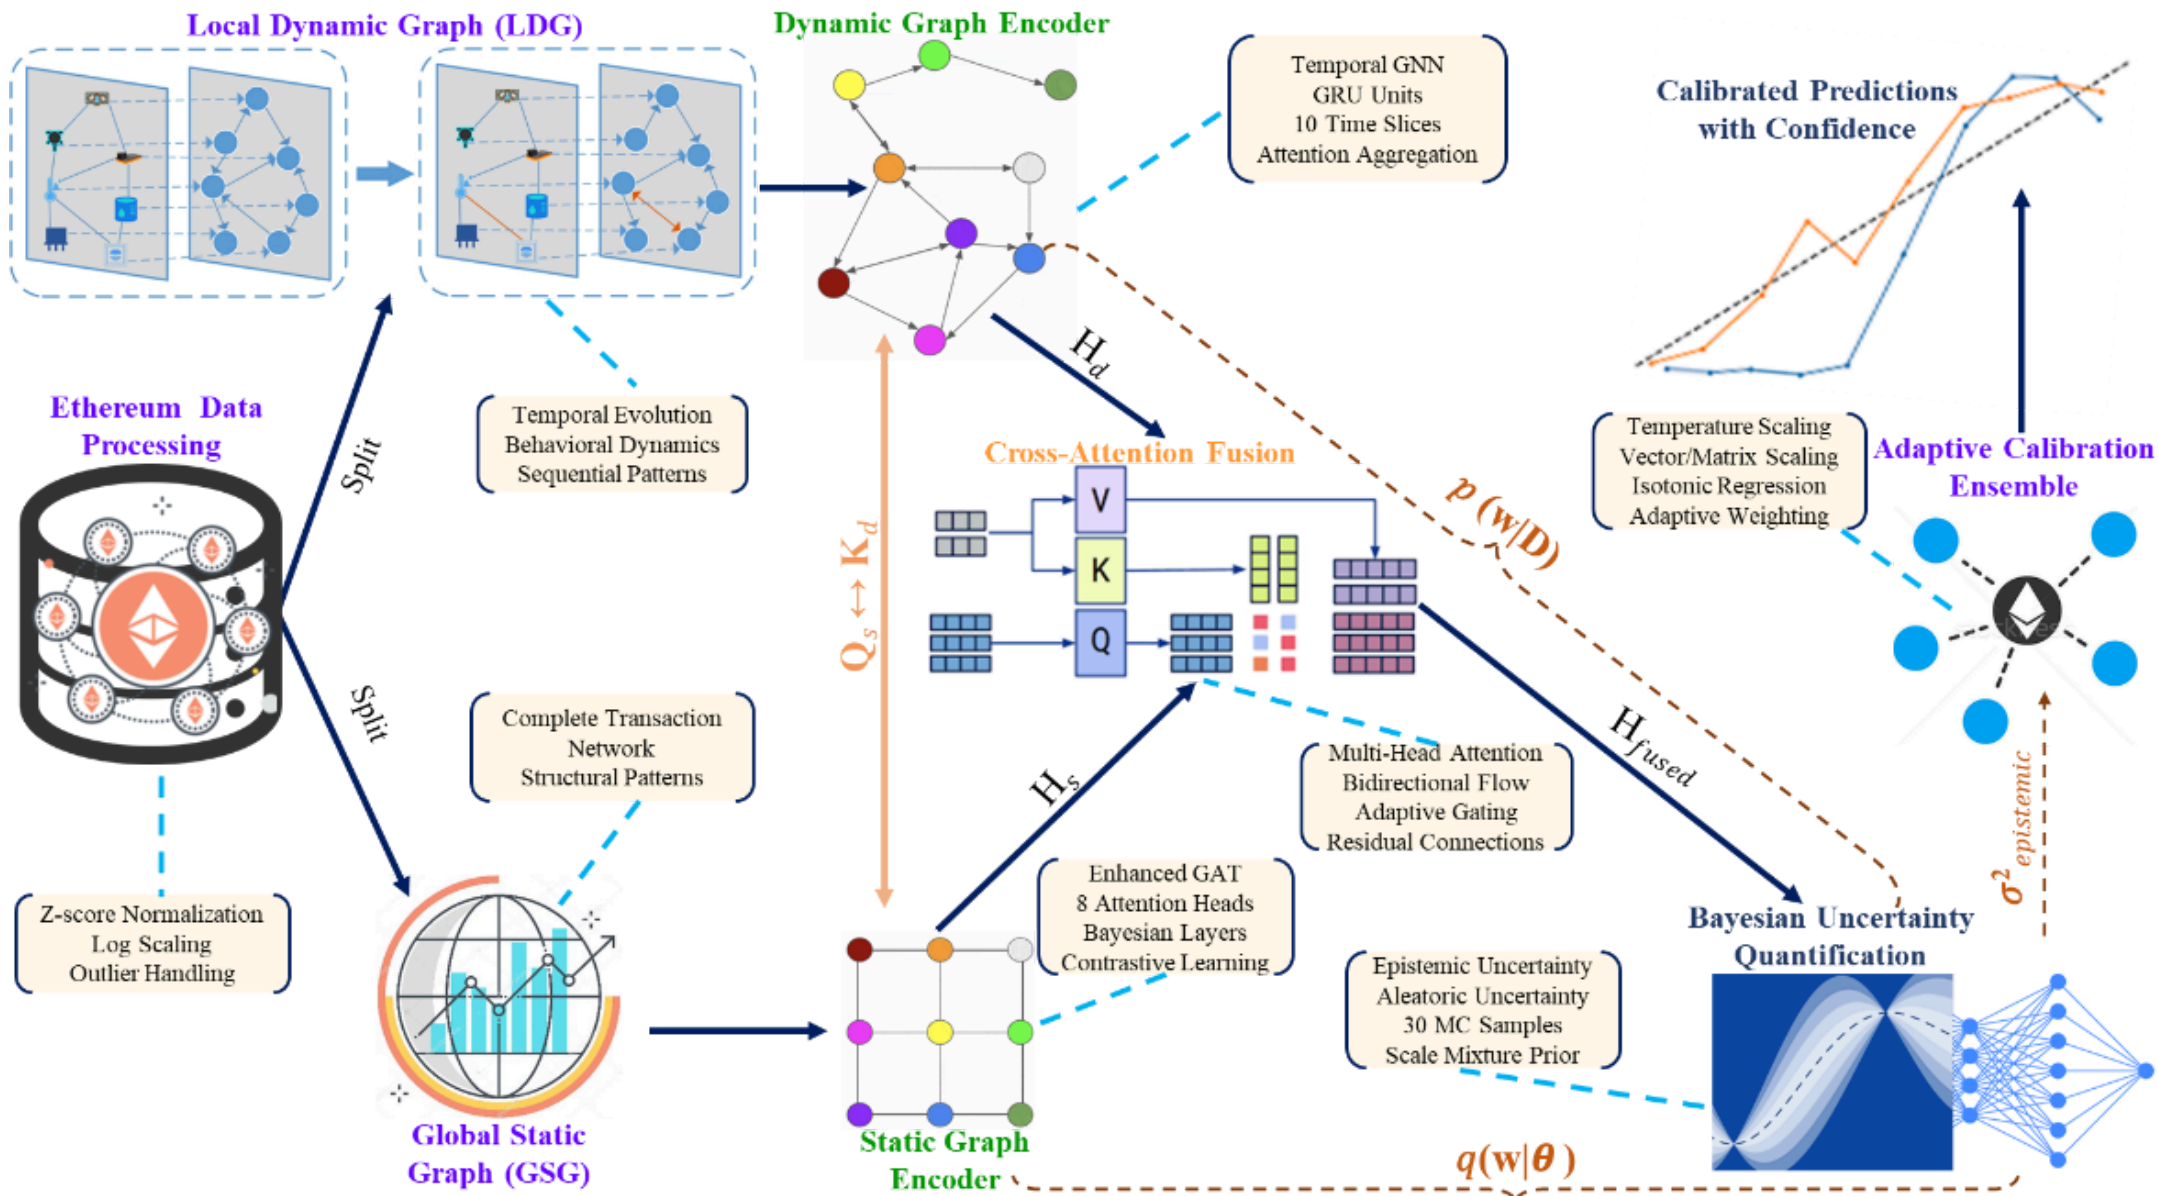 Local Dynamic Graph (LDG)
Dynamic Graph Encoder
Temporal GNN
GRU Units
10 Time Slices
Attention Aggregation
Calibrated Predictions
with Confidence
H_d
Ethereum Data
Processing
Split
Temporal Evolution
Behavioral Dynamics
Sequential Patterns
Cross-Attention Fusion
V
K
Q
Q_s ↔ K_d
p (w|D)
Temperature Scaling
Vector/Matrix Scaling
Isotonic Regression
Adaptive Weighting
Adaptive Calibration
Ensemble
Split
Complete Transaction
Network
Structural Patterns
H_s
Multi-Head Attention
Bidirectional Flow
Adaptive Gating
Residual Connections
H_fused
σ²_epistemic
Z-score Normalization
Log Scaling
Outlier Handling
Enhanced GAT
8 Attention Heads
Bayesian Layers
Contrastive Learning
Bayesian Uncertainty
Quantification
Epistemic Uncertainty
Aleatoric Uncertainty
30 MC Samples
Scale Mixture Prior
Global Static
Graph (GSG)
Static Graph
Encoder
q(w|θ )